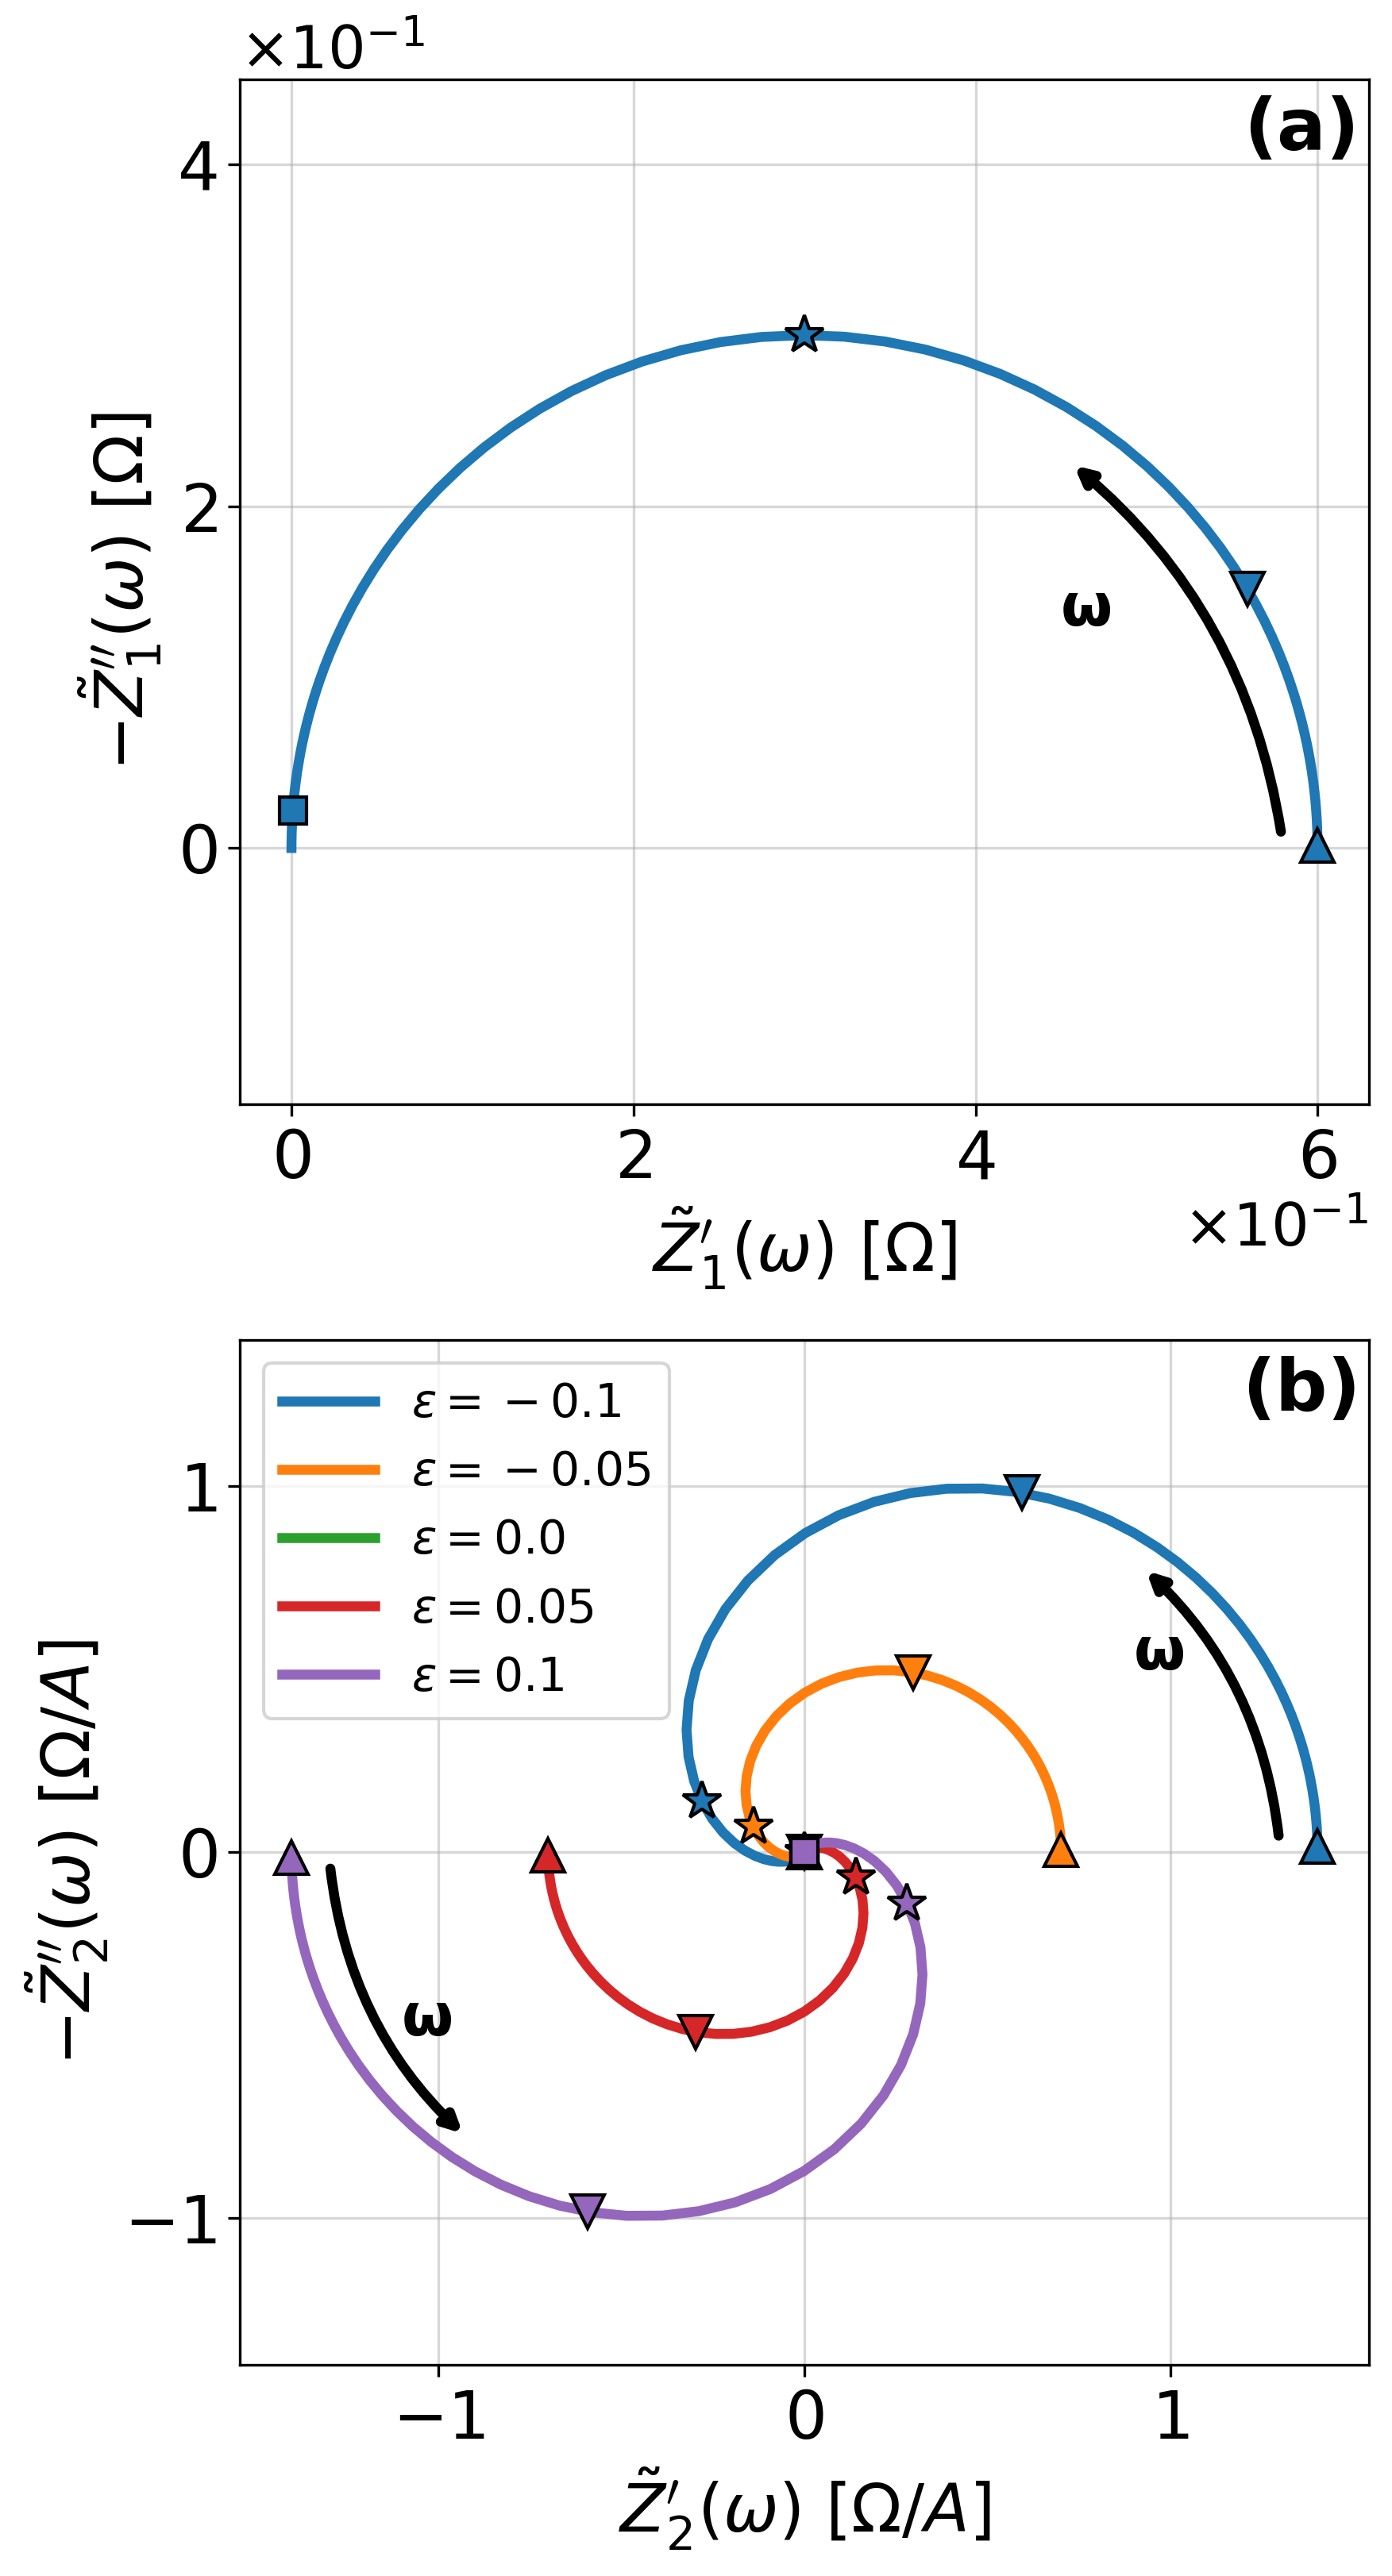 ×10⁻¹
(a)
4
2
0
−Z̃″₁(ω) [Ω]
ω
0 2 4 6
×10⁻¹
Z̃′₁(ω) [Ω]
(b)
ε = −0.1
ε = −0.05
ε = 0.0
ε = 0.05
ε = 0.1
1
0
−1
−Z̃″₂(ω) [Ω/A]
ω
ω
−1 0 1
Z̃′₂(ω) [Ω/A]